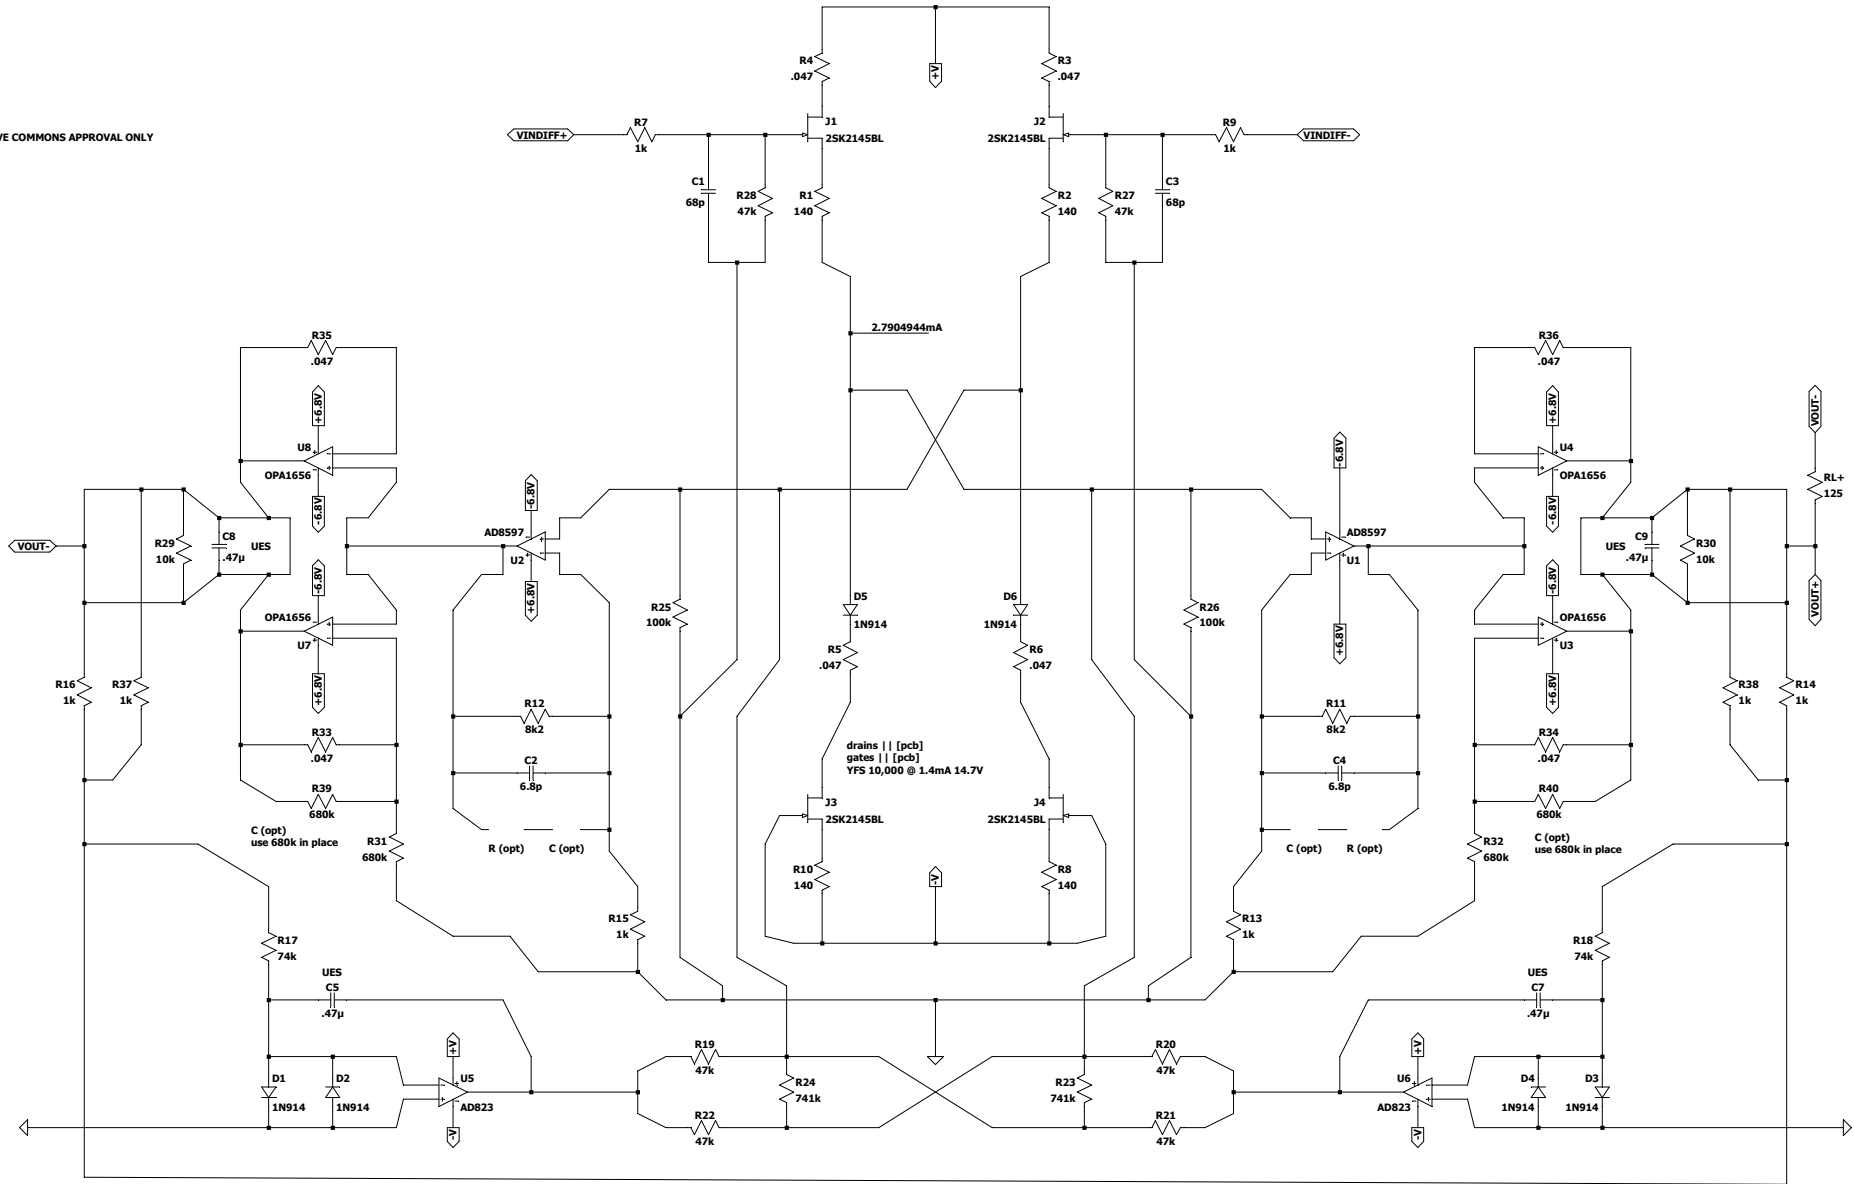 +V
R4
.047
R3
.047
VE COMMONS APPROVAL ONLY
VINDIFF+
R7
1k
J1
2SK2145BL
J2
2SK2145BL
R9
1k
VINDIFF-
C1
68p
R28
47k
R1
140
R2
140
R27
47k
C3
68p
2.7904944mA
R35
.047
R36
.047
+6.8V
U8
OPA1656
-6.8V
+6.8V
U4
OPA1656
-6.8V
VOUT-
RL+
125
VOUT+
VOUT-
R29
10k
C8
.47µ
UES
-6.8V
AD8597
U2
+6.8V
-6.8V
AD8597
U1
+6.8V
UES
C9
.47µ
R30
10k
-6.8V
OPA1656
U7
+6.8V
R25
100k
D5
1N914
R5
.047
D6
1N914
R6
.047
R26
100k
-6.8V
OPA1656
U3
+6.8V
R16
1k
R37
1k
R38
1k
R14
1k
R33
.047
R12
8k2
R11
8k2
R34
.047
drains || [pcb]
gates || [pcb]
YFS 10,000 @ 1.4mA 14.7V
C2
6.8p
C4
6.8p
R39
680k
R40
680k
J3
2SK2145BL
J4
2SK2145BL
C (opt)
use 680k in place
R31
680k
R (opt)
C (opt)
C (opt)
R (opt)
R32
680k
C (opt)
use 680k in place
R10
140
-V
R8
140
R15
1k
R13
1k
R17
74k
R18
74k
UES
C5
.47µ
UES
C7
.47µ
+V
U5
AD823
-V
D1
1N914
D2
1N914
R19
47k
R22
47k
R24
741k
R23
741k
R20
47k
R21
47k
+V
U6
AD823
-V
D4
1N914
D3
1N914